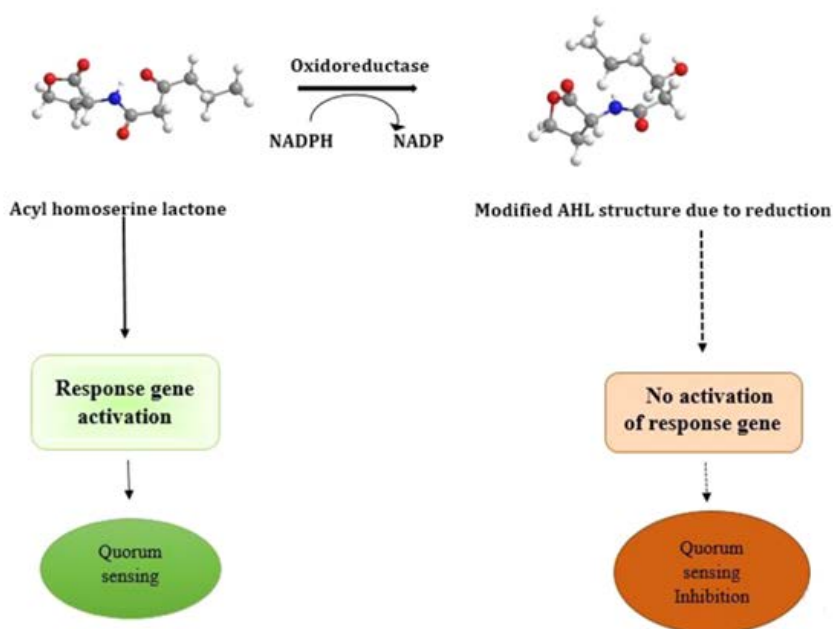 Oxidoreductase
NADPH
NADP
Acyl homoserine lactone
Modified AHL structure due to reduction
Response gene
activation
No activation
of response gene
Quorum
sensing
Quorum
sensing
Inhibition